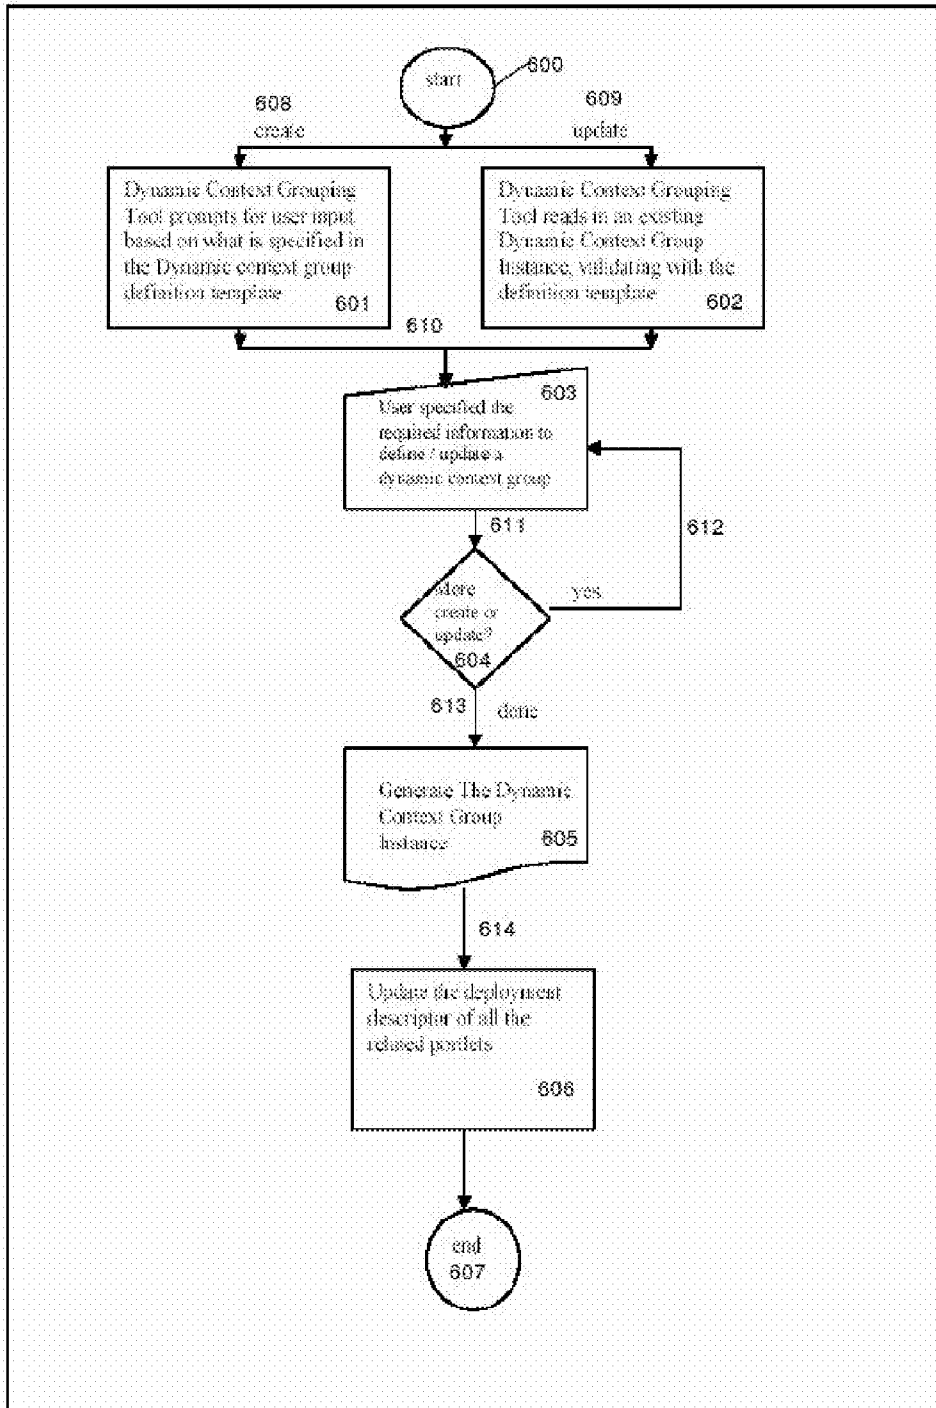 start
600
608
create
609
update
Dynamic Context Grouping
Tool prompts for user input
based on what is specified in
the Dynamic context group
definition template
601
Dynamic Context Grouping
Tool reads in an existing
Dynamic Context Group
Instance, validating with the
definition template
602
610
603
User specified the
required information to
define / update a
dynamic context group
611
612
More
create or
update?
604
yes
613
done
Generate The Dynamic
Context Group
Instance
605
614
Update the deployment
descriptor of all the
related portlets
606
end
607